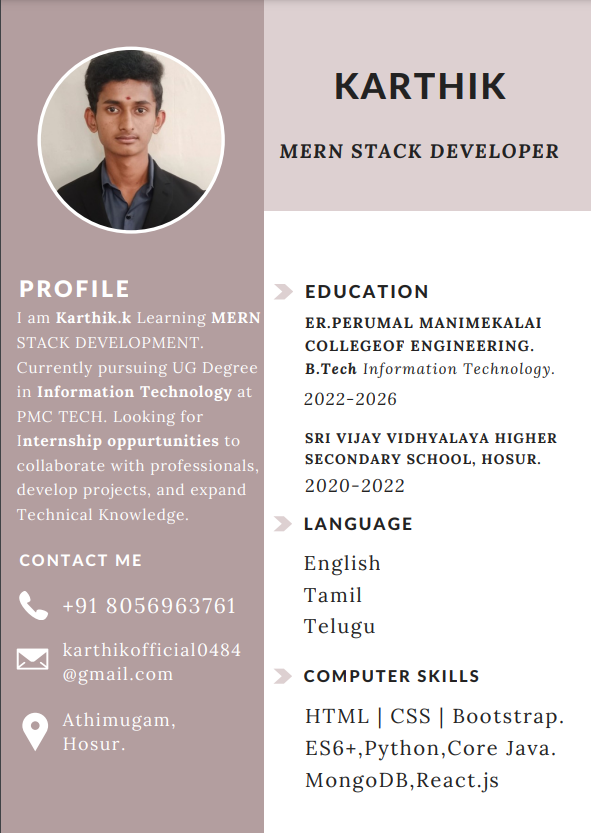 KARTHIK
MERN STACK DEVELOPER
PROFILE
I am Karthik.k Learning MERN
STACK DEVELOPMENT.
Currently pursuing UG Degree
in Information Technology at
PMC TECH. Looking for
Internship oppurtunities to
collaborate with professionals,
develop projects, and expand
Technical Knowledge.
CONTACT ME
+91 8056963761
karthikofficial0484
@gmail.com
Athimugam,
Hosur.
EDUCATION
ER.PERUMAL MANIMEKALAI
COLLEGEOF ENGINEERING.
B.Tech Information Technology.
2022-2026
SRI VIJAY VIDHYALAYA HIGHER
SECONDARY SCHOOL, HOSUR.
2020-2022
LANGUAGE
English
Tamil
Telugu
COMPUTER SKILLS
HTML | CSS | Bootstrap.
ES6+,Python,Core Java.
MongoDB,React.js